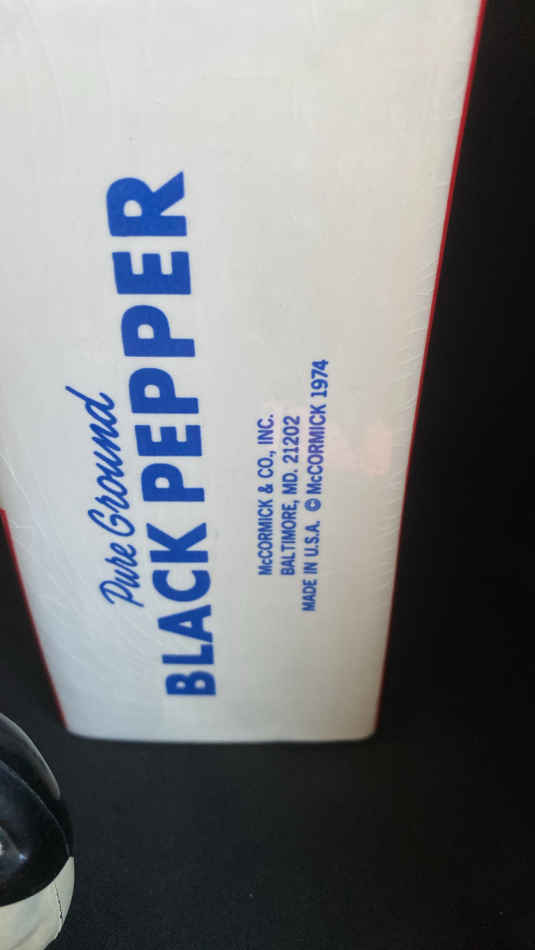 Pure Ground
BLACK PEPPER
McCORMICK & CO., INC.
BALTIMORE, MD. 21202
MADE IN U.S.A. © McCORMICK 1974